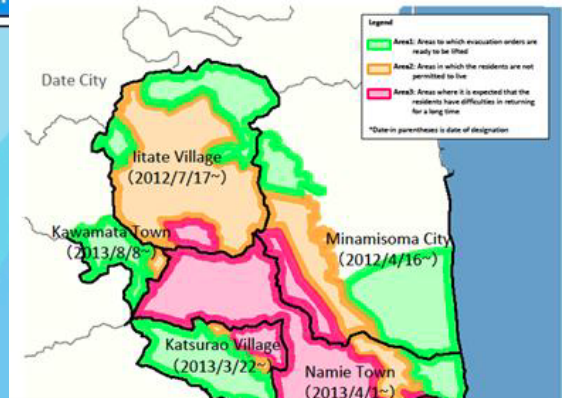 Legend
Area1: Areas to which evacuation orders are
ready to be lifted
Area2: Areas in which the residents are not
permitted to live
Area3: Areas where it is expected that the
residents have difficulties in returning
for a long time
*Date in parentheses is date of designation
Date City
Iitate Village
(2012/7/17~)
Kawamata Town
(2013/8/8~)
Minamisoma City
(2012/4/16~)
Katsurao Village
(2013/3/22~)
Namie Town
(2013/4/1~)